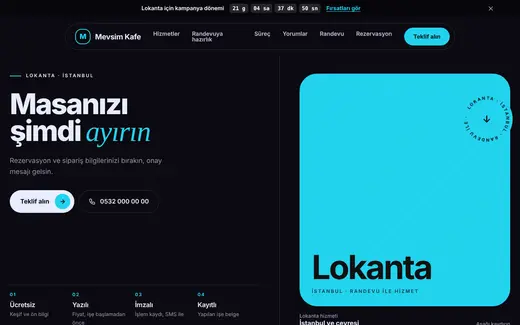 Lokanta için kampanya dönemi 21 g 04 sa 37 dk 50 sn Fırsatları gör ×
M Mevsim Kafe Hizmetler Randevuya hazırlık Süreç Yorumlar Randevu Rezervasyon Teklif alın
LOKANTA · İSTANBUL
Masanızı
şimdi ayırın
Rezervasyon ve sipariş bilgilerinizi bırakın, onay
mesajı gelsin.
Teklif alın → 0532 000 00 00
01 02 03 04
Ücretsiz Yazılı İmzalı Kayıtlı
Keşif ve ön bilgi Fiyat, işe başlamadan önce İşlem kaydı, SMS ile Yapılan işe belge
LOKANTA · İSTANBUL · RANDEVU İLE ·
Lokanta
İSTANBUL · RANDEVU İLE HİZMET
Lokanta hizmeti
İstanbul ve çevresi
Aşağı kaydırın